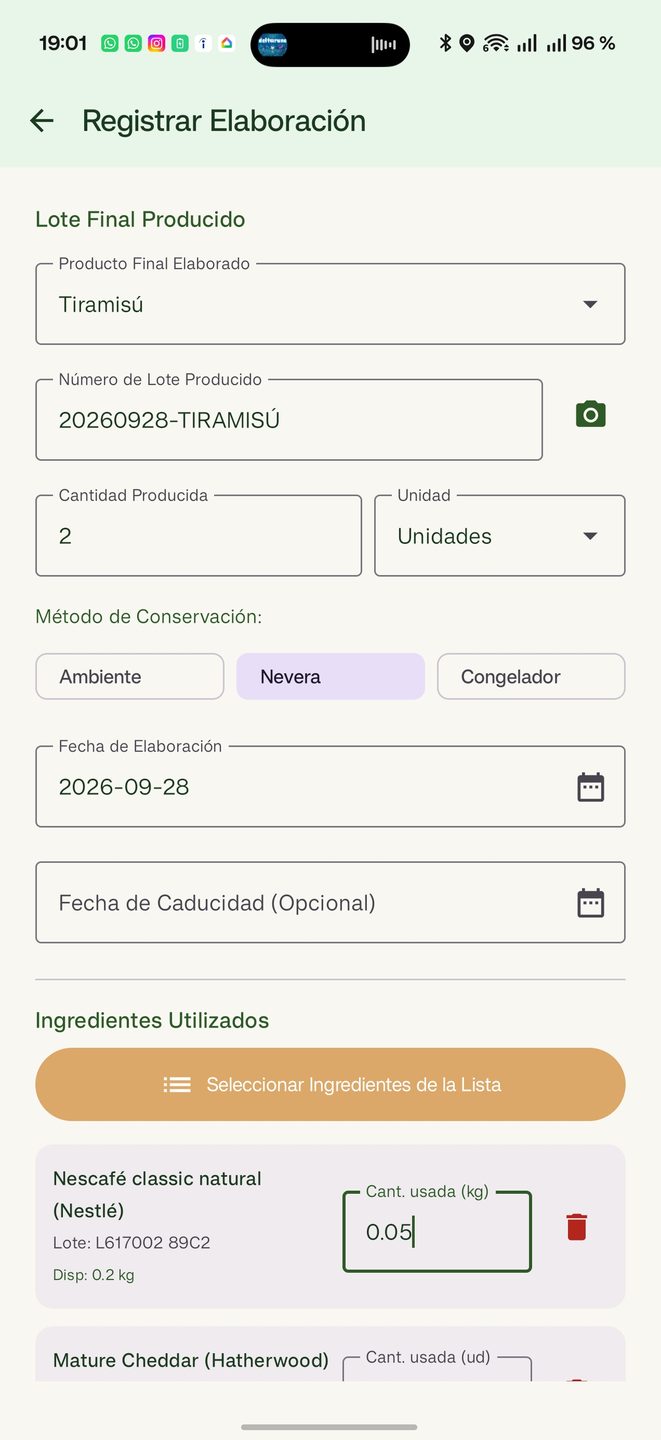 19:01
96 %
Registrar Elaboración
Lote Final Producido
Producto Final Elaborado
Tiramisú
Número de Lote Producido
20260928-TIRAMISÚ
Cantidad Producida
2
Unidad
Unidades
Método de Conservación:
Ambiente
Nevera
Congelador
Fecha de Elaboración
2026-09-28
Fecha de Caducidad (Opcional)
Ingredientes Utilizados
Seleccionar Ingredientes de la Lista
Nescafé classic natural
(Nestlé)
Lote: L617002 89C2
Disp: 0.2 kg
Cant. usada (kg)
0.05
Mature Cheddar (Hatherwood)
Cant. usada (ud)